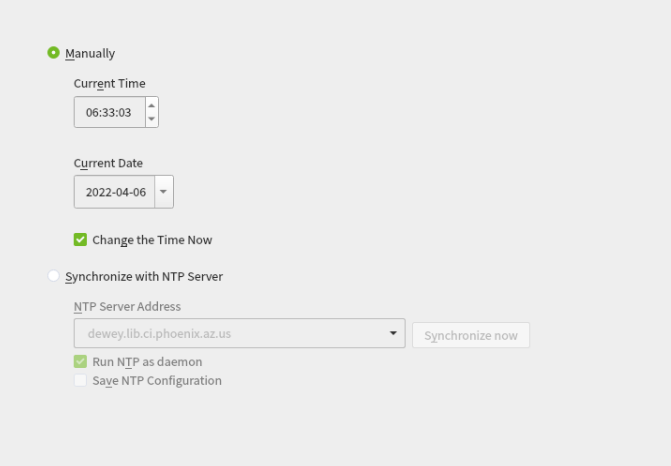 Manually
Current Time
06:33:03
Current Date
2022-04-06
Change the Time Now
Synchronize with NTP Server
NTP Server Address
dewey.lib.ci.phoenix.az.us
Synchronize now
Run NTP as daemon
Save NTP Configuration